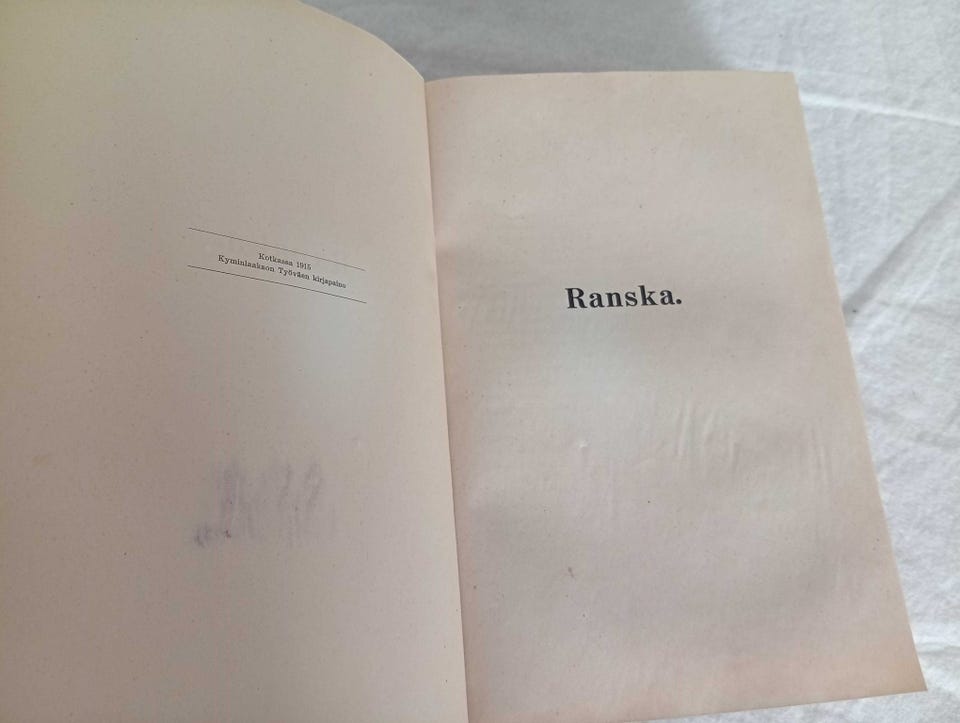 Kotkassa 1915
Kyminlaakson Työväen kirjapaino
Ranska.